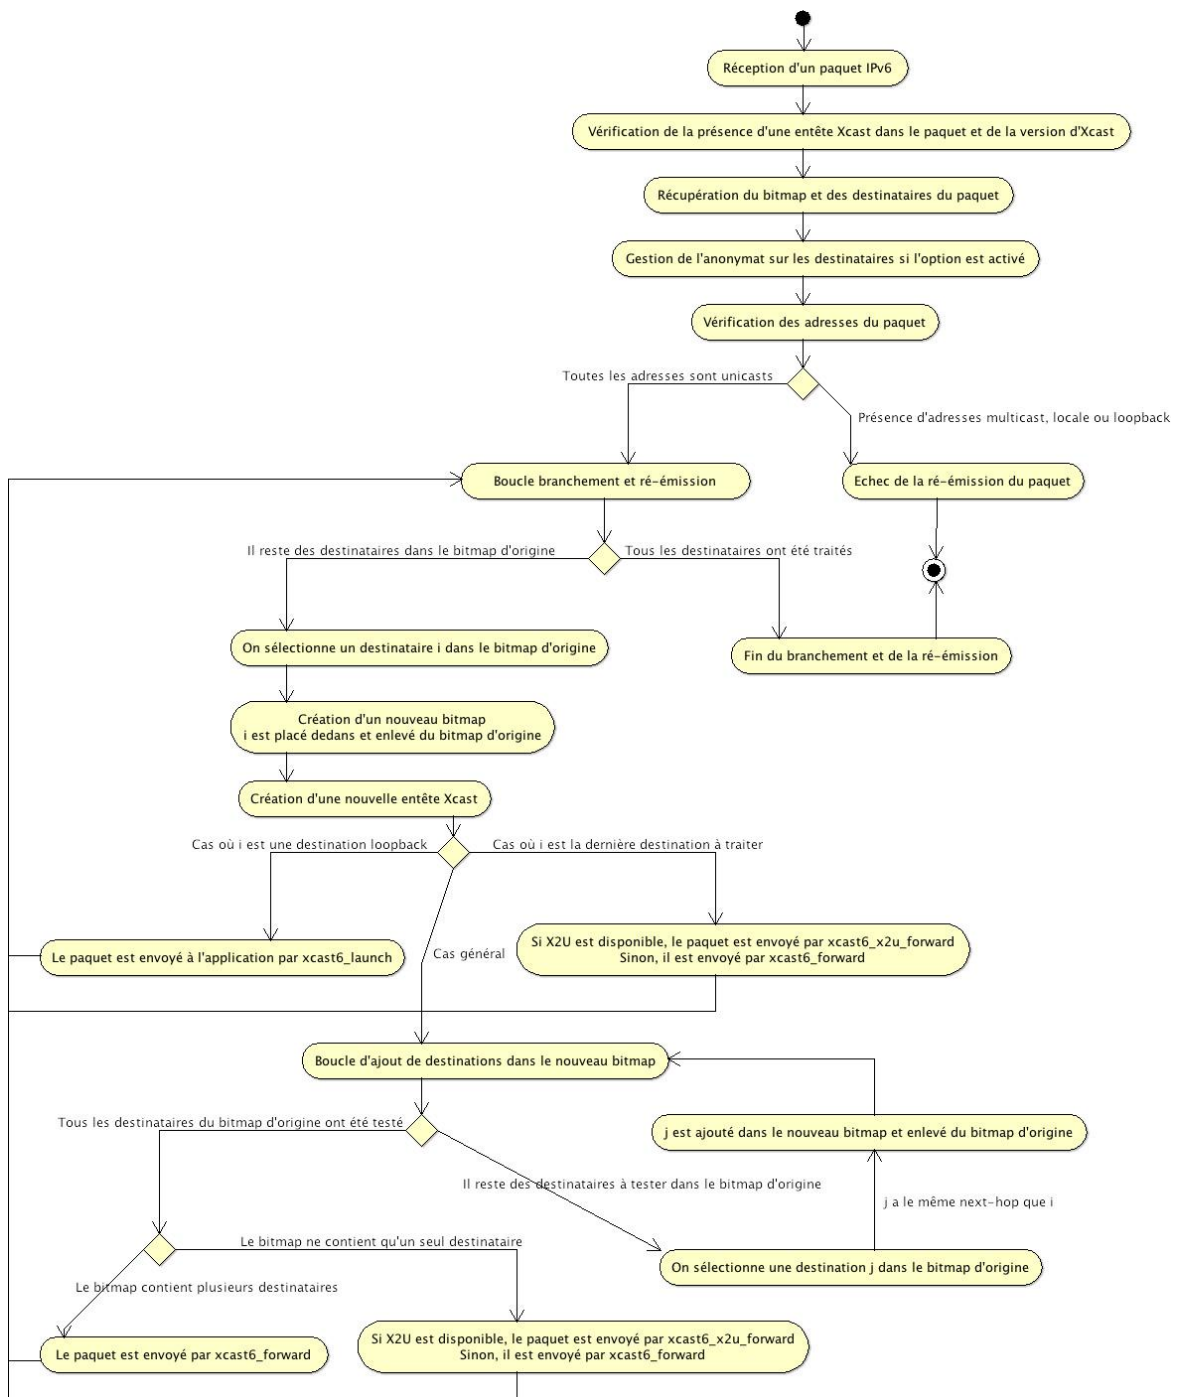 Réception d'un paquet IPv6
Vérification de la présence d'une entête Xcast dans le paquet et de la version d'Xcast
Récupération du bitmap et des destinataires du paquet
Gestion de l'anonymat sur les destinataires si l'option est activé
Vérification des adresses du paquet
Toutes les adresses sont unicasts
Présence d'adresses multicast, locale ou loopback
Boucle branchement et ré-émission
Echec de la ré-émission du paquet
Il reste des destinataires dans le bitmap d'origine
Tous les destinataires ont été traités
On sélectionne un destinataire i dans le bitmap d'origine
Fin du branchement et de la ré-émission
Création d'un nouveau bitmap
i est placé dedans et enlevé du bitmap d'origine
Création d'une nouvelle entête Xcast
Cas où i est une destination loopback
Cas où i est la dernière destination à traiter
Le paquet est envoyé à l'application par xcast6_launch
Cas général
Si X2U est disponible, le paquet est envoyé par xcast6_x2u_forward
Sinon, il est envoyé par xcast6_forward
Boucle d'ajout de destinations dans le nouveau bitmap
Tous les destinataires du bitmap d'origine ont été testé
j est ajouté dans le nouveau bitmap et enlevé du bitmap d'origine
Il reste des destinataires à tester dans le bitmap d'origine
j a le même next-hop que i
Le bitmap ne contient qu'un seul destinataire
On sélectionne une destination j dans le bitmap d'origine
Le bitmap contient plusieurs destinataires
Le paquet est envoyé par xcast6_forward
Si X2U est disponible, le paquet est envoyé par xcast6_x2u_forward
Sinon, il est envoyé par xcast6_forward